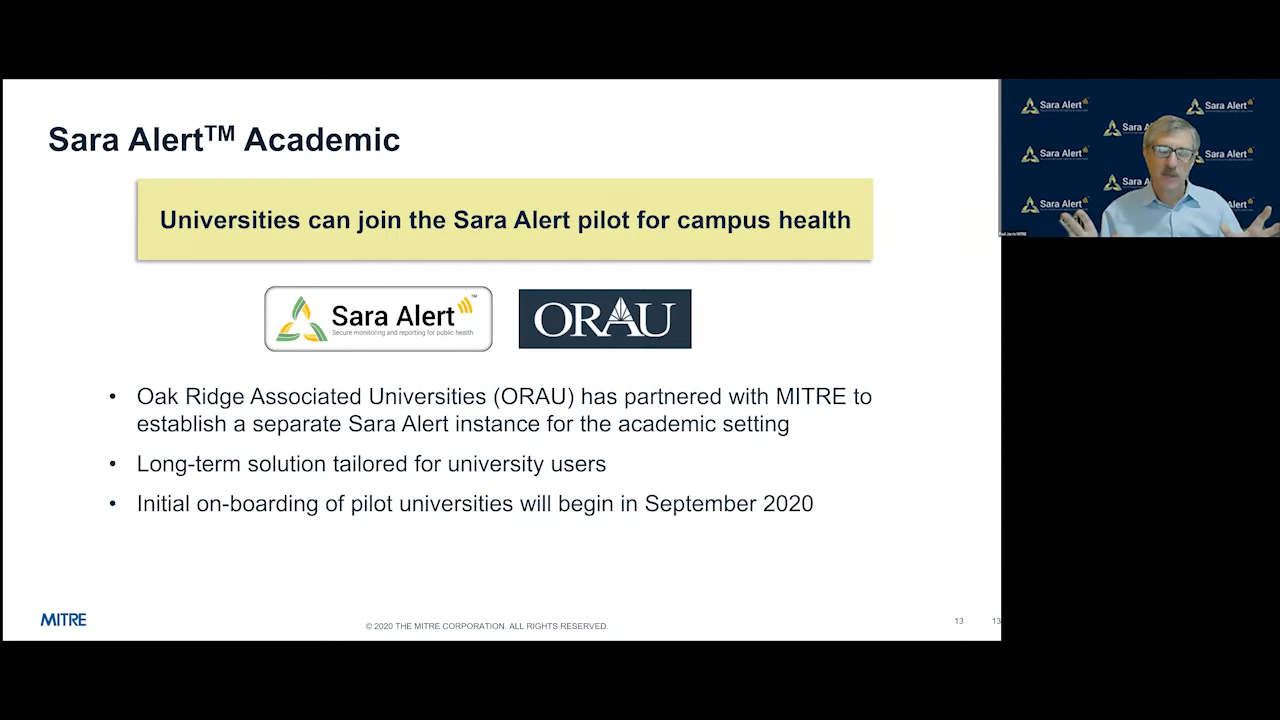 Sara Alert™ Academic
Universities can join the Sara Alert pilot for campus health
Sara Alert™
Secure monitoring and reporting for public health
ORAU
• Oak Ridge Associated Universities (ORAU) has partnered with MITRE to
establish a separate Sara Alert instance for the academic setting
• Long-term solution tailored for university users
• Initial on-boarding of pilot universities will begin in September 2020
MITRE
© 2020 THE MITRE CORPORATION. ALL RIGHTS RESERVED.
13
13
Sara Alert
Sara Alert
Sara A
Sara Alert
Sara Alert
Sara A
Sara Alert
Alert